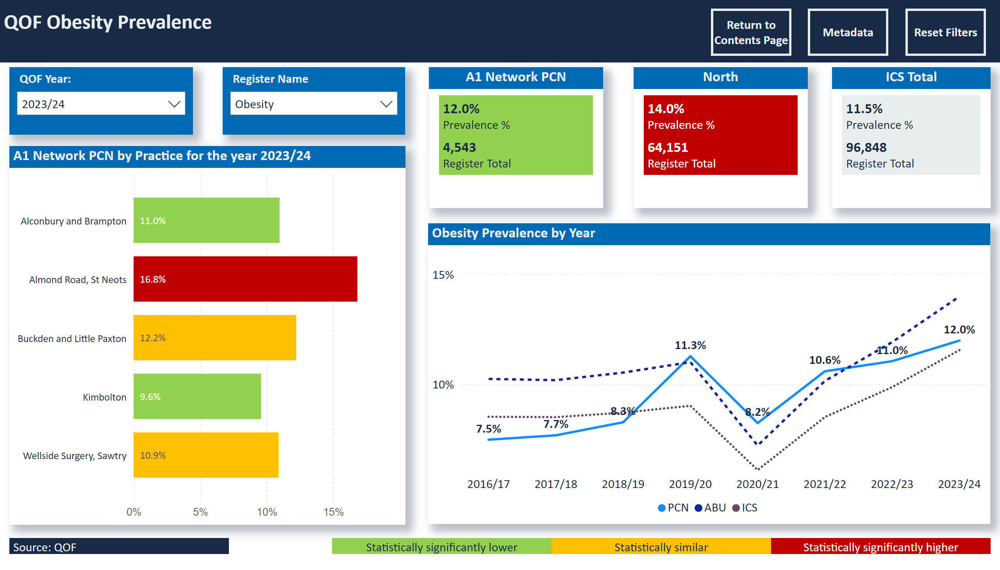 QOF Obesity Prevalence
Return to
Contents Page
Metadata
Reset Filters
QOF Year:
2023/24
Register Name
Obesity
A1 Network PCN
12.0%
Prevalence %
4,543
Register Total
North
14.0%
Prevalence %
64,151
Register Total
ICS Total
11.5%
Prevalence %
96,848
Register Total
A1 Network PCN by Practice for the year 2023/24
Alconbury and Brampton
11.0%
Almond Road, St Neots
16.8%
Buckden and Little Paxton
12.2%
Kimbolton
9.6%
Wellside Surgery, Sawtry
10.9%
0%
5%
10%
15%
Obesity Prevalence by Year
15%
10%
7.5%
7.7%
8.3%
11.3%
8.2%
10.6%
11.0%
12.0%
2016/17
2017/18
2018/19
2019/20
2020/21
2021/22
2022/23
2023/24
PCN
ABU
ICS
Source: QOF
Statistically significantly lower
Statistically similar
Statistically significantly higher